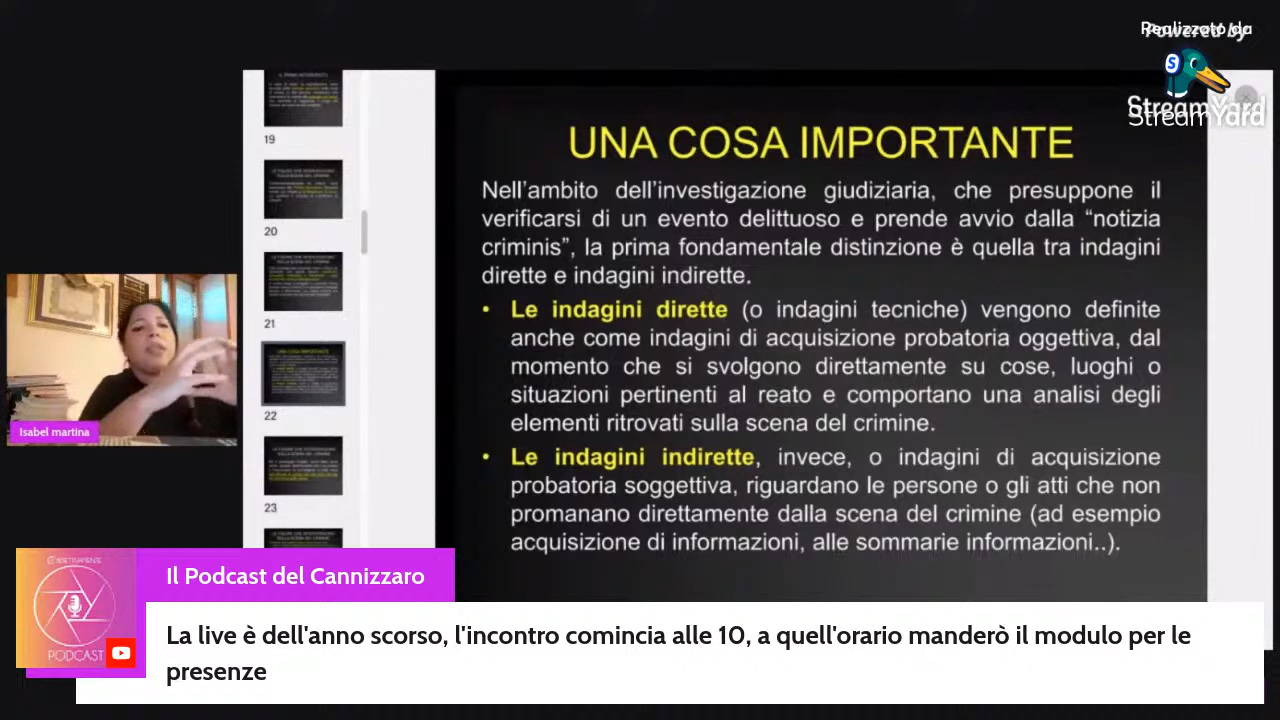 Realizzato da
Powered by
StreamYard
StreamYard
19
20
21
22
23
UNA COSA IMPORTANTE
Nell'ambito dell'investigazione giudiziaria, che presuppone il
verificarsi di un evento delittuoso e prende avvio dalla “notizia
criminis”, la prima fondamentale distinzione è quella tra indagini
dirette e indagini indirette.
• Le indagini dirette (o indagini tecniche) vengono definite
anche come indagini di acquisizione probatoria oggettiva, dal
momento che si svolgono direttamente su cose, luoghi o
situazioni pertinenti al reato e comportano una analisi degli
elementi ritrovati sulla scena del crimine.
• Le indagini indirette, invece, o indagini di acquisizione
probatoria soggettiva, riguardano le persone o gli atti che non
promanano direttamente dalla scena del crimine (ad esempio
acquisizione di informazioni, alle sommarie informazioni..).
Isabel martina
PODCAST
Il Podcast del Cannizzaro
La live è dell'anno scorso, l'incontro comincia alle 10, a quell'orario manderò il modulo per le
presenze